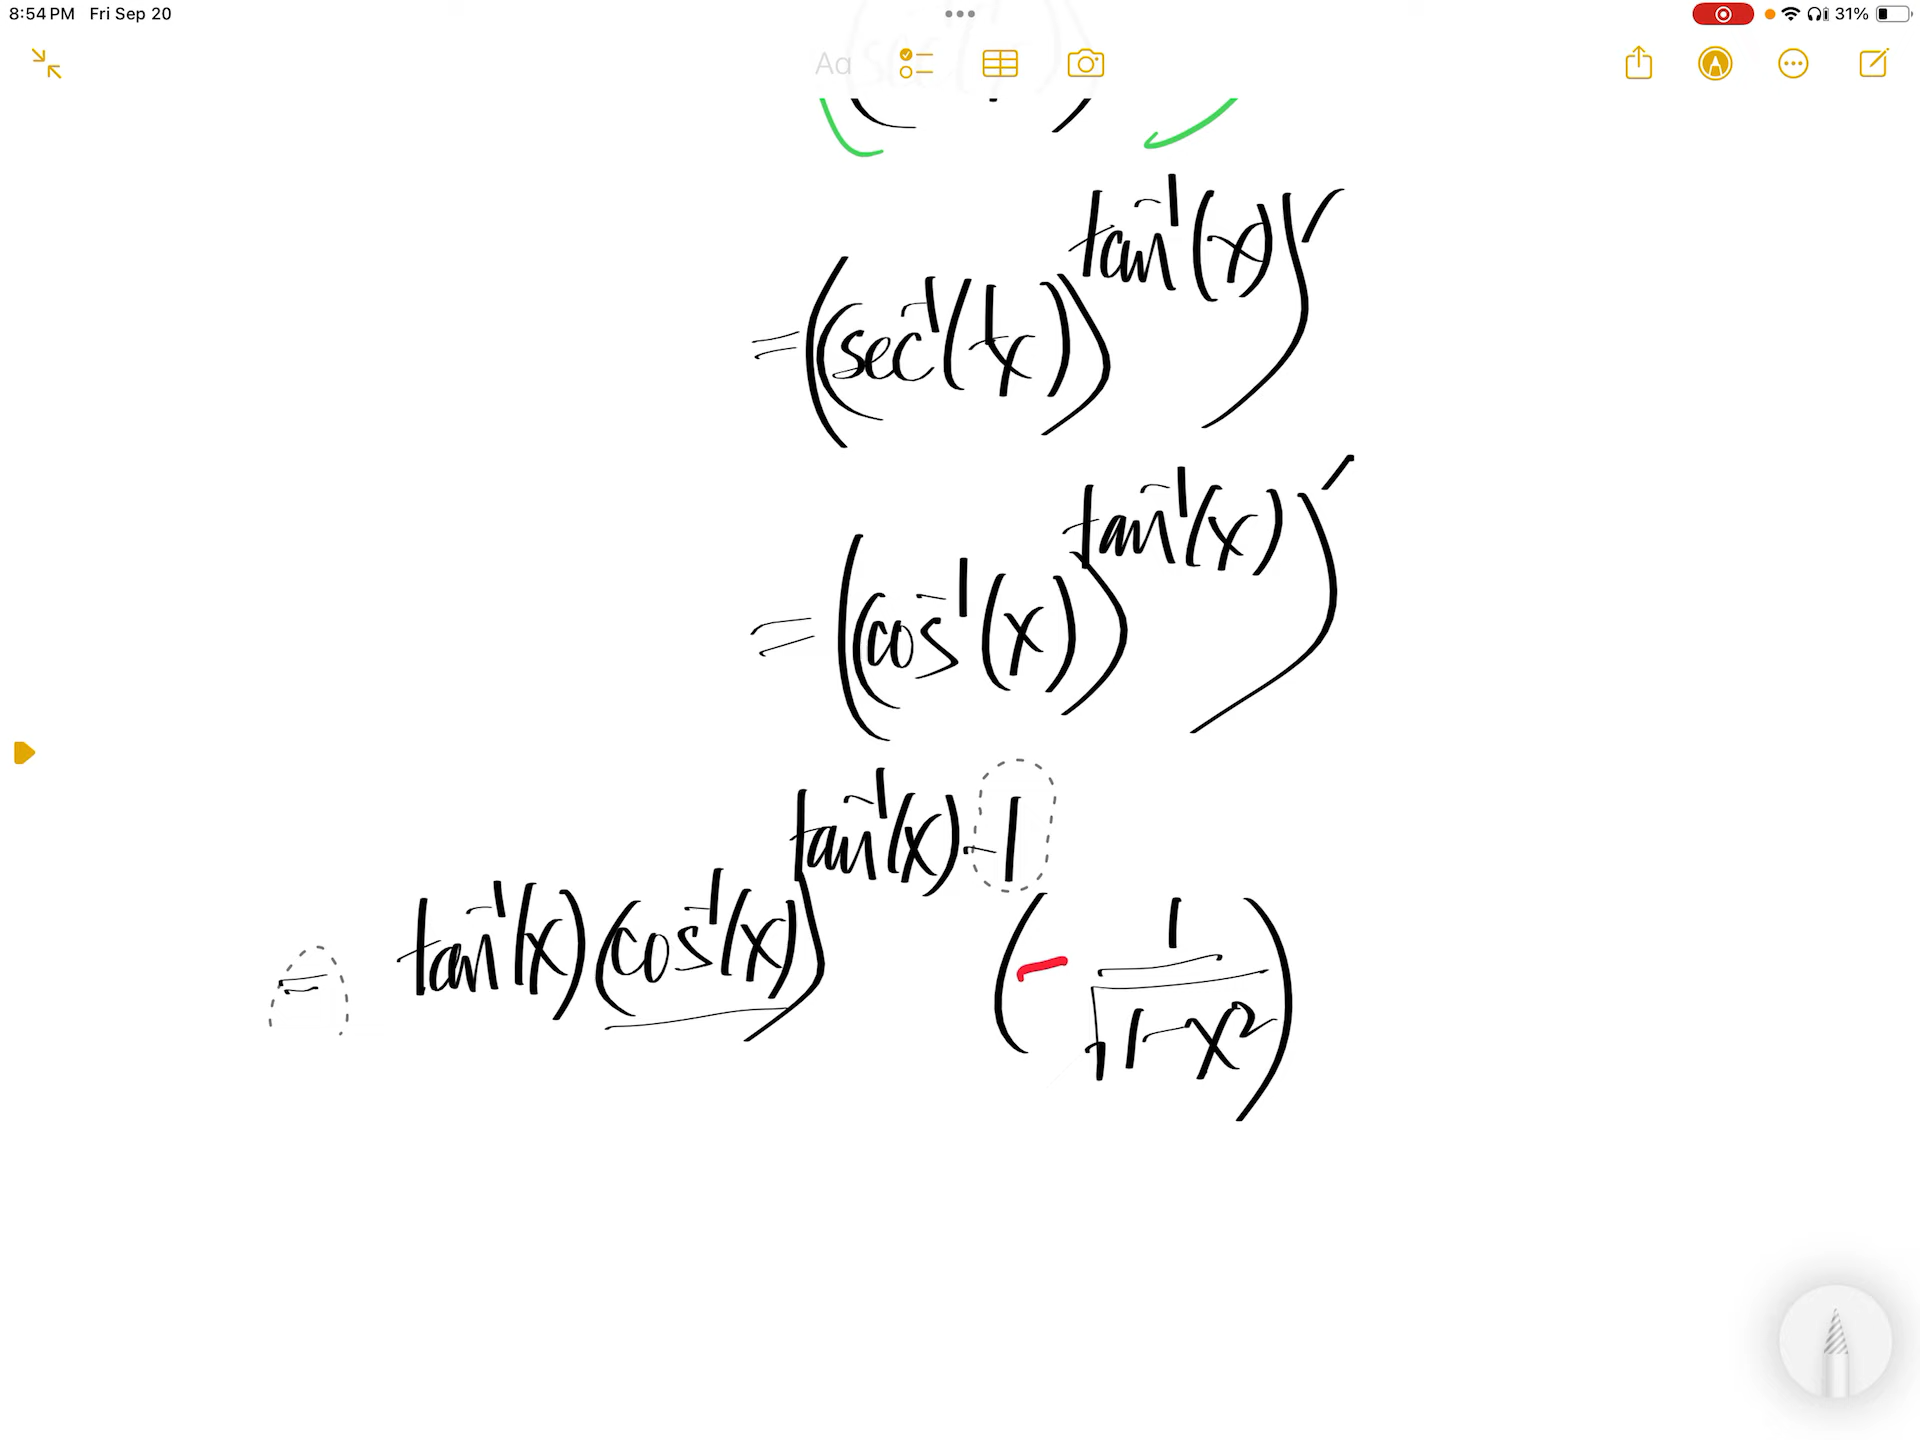 8:54 PM Fri Sep 20
31%
Aa
= ((sec⁻¹(1/x))^tan⁻¹(x))′
= ((cos⁻¹(x))^tan⁻¹(x))′
= tan⁻¹(x)(cos⁻¹(x))^tan⁻¹(x)-1 (- 1/√1-x²)